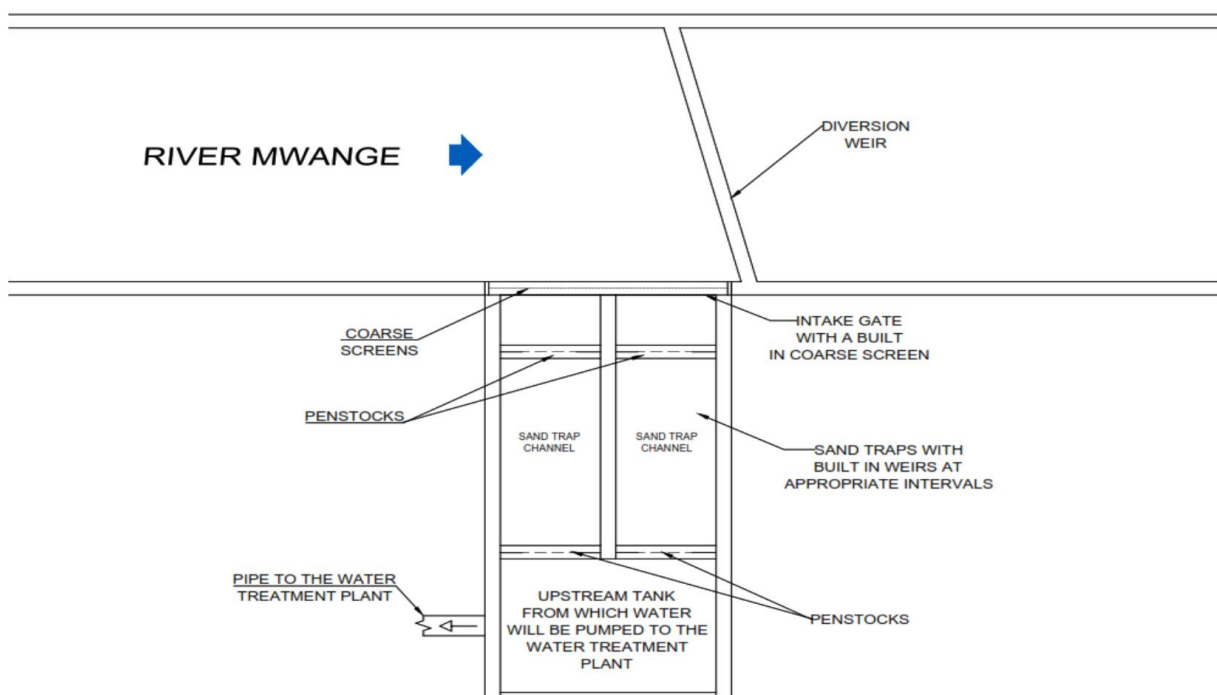 RIVER MWANGE
DIVERSION
WEIR
COARSE
SCREENS
INTAKE GATE
WITH A BUILT
IN COARSE SCREEN
PENSTOCKS
SAND TRAP
CHANNEL
SAND TRAP
CHANNEL
SAND TRAPS WITH
BUILT IN WEIRS AT
APPROPRIATE INTERVALS
PIPE TO THE WATER
TREATMENT PLANT
UPSTREAM TANK
FROM WHICH WATER
WILL BE PUMPED TO THE
WATER TREATMENT
PLANT
PENSTOCKS